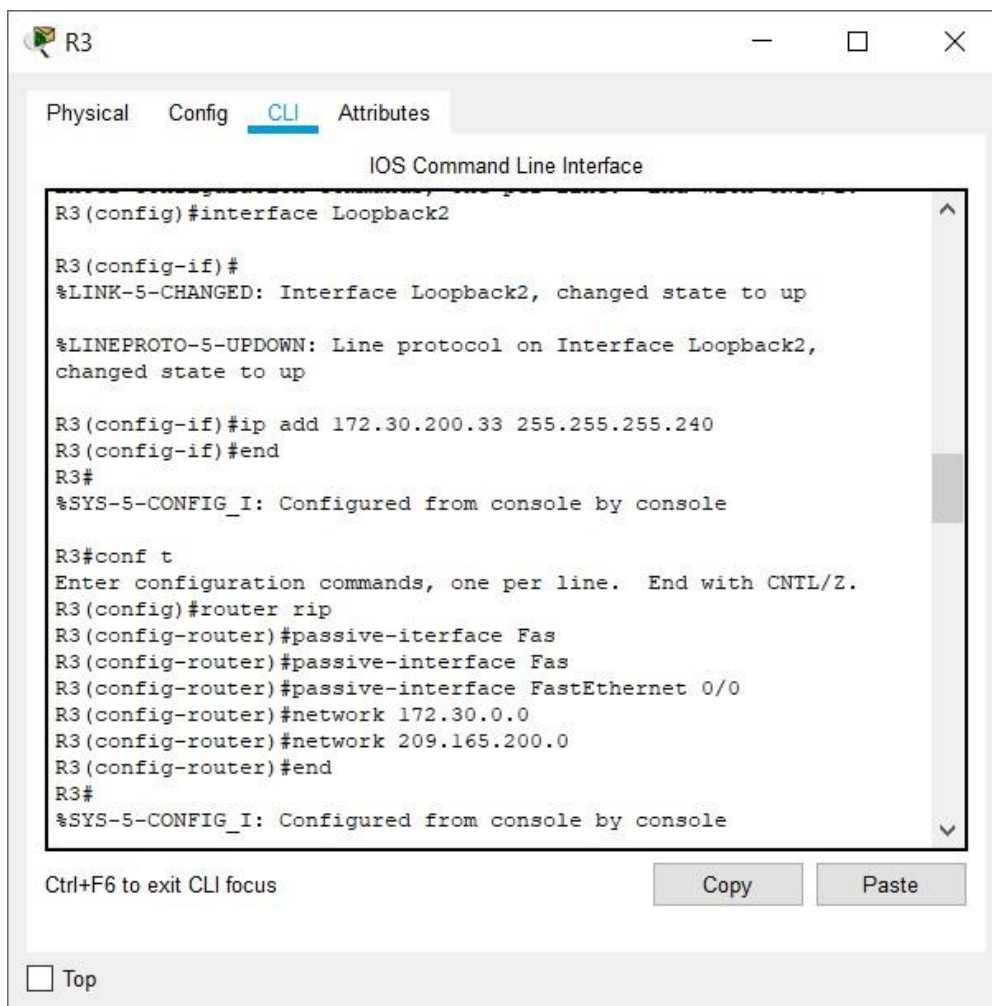 R3
Physical Config CLI Attributes
IOS Command Line Interface
R3(config)#interface Loopback2
R3(config-if)#
%LINK-5-CHANGED: Interface Loopback2, changed state to up
%LINEPROTO-5-UPDOWN: Line protocol on Interface Loopback2,
changed state to up
R3(config-if)#ip add 172.30.200.33 255.255.255.240
R3(config-if)#end
R3#
%SYS-5-CONFIG_I: Configured from console by console
R3#conf t
Enter configuration commands, one per line.  End with CNTL/Z.
R3(config)#router rip
R3(config-router)#passive-iterface Fas
R3(config-router)#passive-interface Fas
R3(config-router)#passive-interface FastEthernet 0/0
R3(config-router)#network 172.30.0.0
R3(config-router)#network 209.165.200.0
R3(config-router)#end
R3#
%SYS-5-CONFIG_I: Configured from console by console
Ctrl+F6 to exit CLI focus
Copy Paste
Top